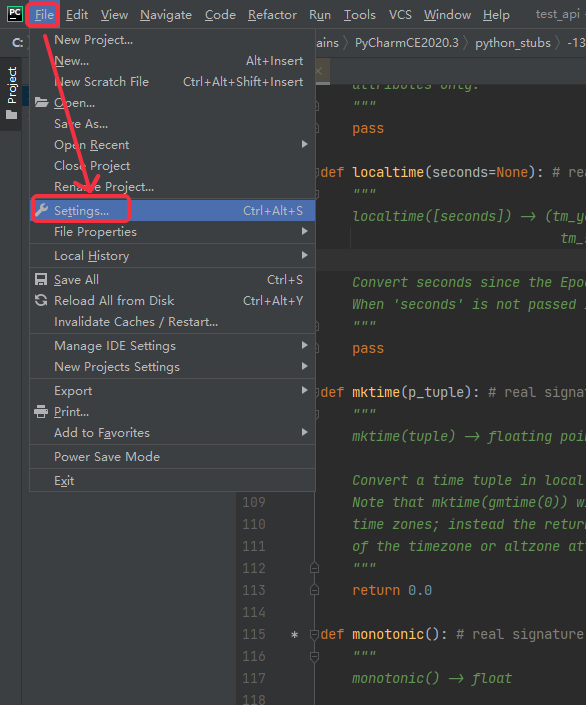 PC File Edit View Navigate Code Refactor Run Tools VCS Window Help test_api
C: ains PyCharmCE2020.3 python_stubs -13
Project
New Project...
New... Alt+Insert
New Scratch File Ctrl+Alt+Shift+Insert
Open...
Save As...
Open Recent
Close Project
Rename Project...
Settings... Ctrl+Alt+S
File Properties
Local History
Save All Ctrl+S
Reload All from Disk Ctrl+Alt+Y
Invalidate Caches / Restart...
Manage IDE Settings
New Projects Settings
Export
Print...
Add to Favorites
Power Save Mode
Exit
attributes only.
"""
pass
def localtime(seconds=None): # rea
"""
localtime([seconds]) -> (tm_ye
tm_s
Convert seconds since the Epoc
When 'seconds' is not passed i
"""
pass
def mktime(p_tuple): # real signa
"""
mktime(tuple) -> floating poin
Convert a time tuple in local
109 Note that mktime(gmtime(0)) wi
110 time zones; instead the return
111 of the timezone or altzone at
112 """
113 return 0.0
114
115 * def monotonic(): # real signature
116 """
117 monotonic() -> float
118